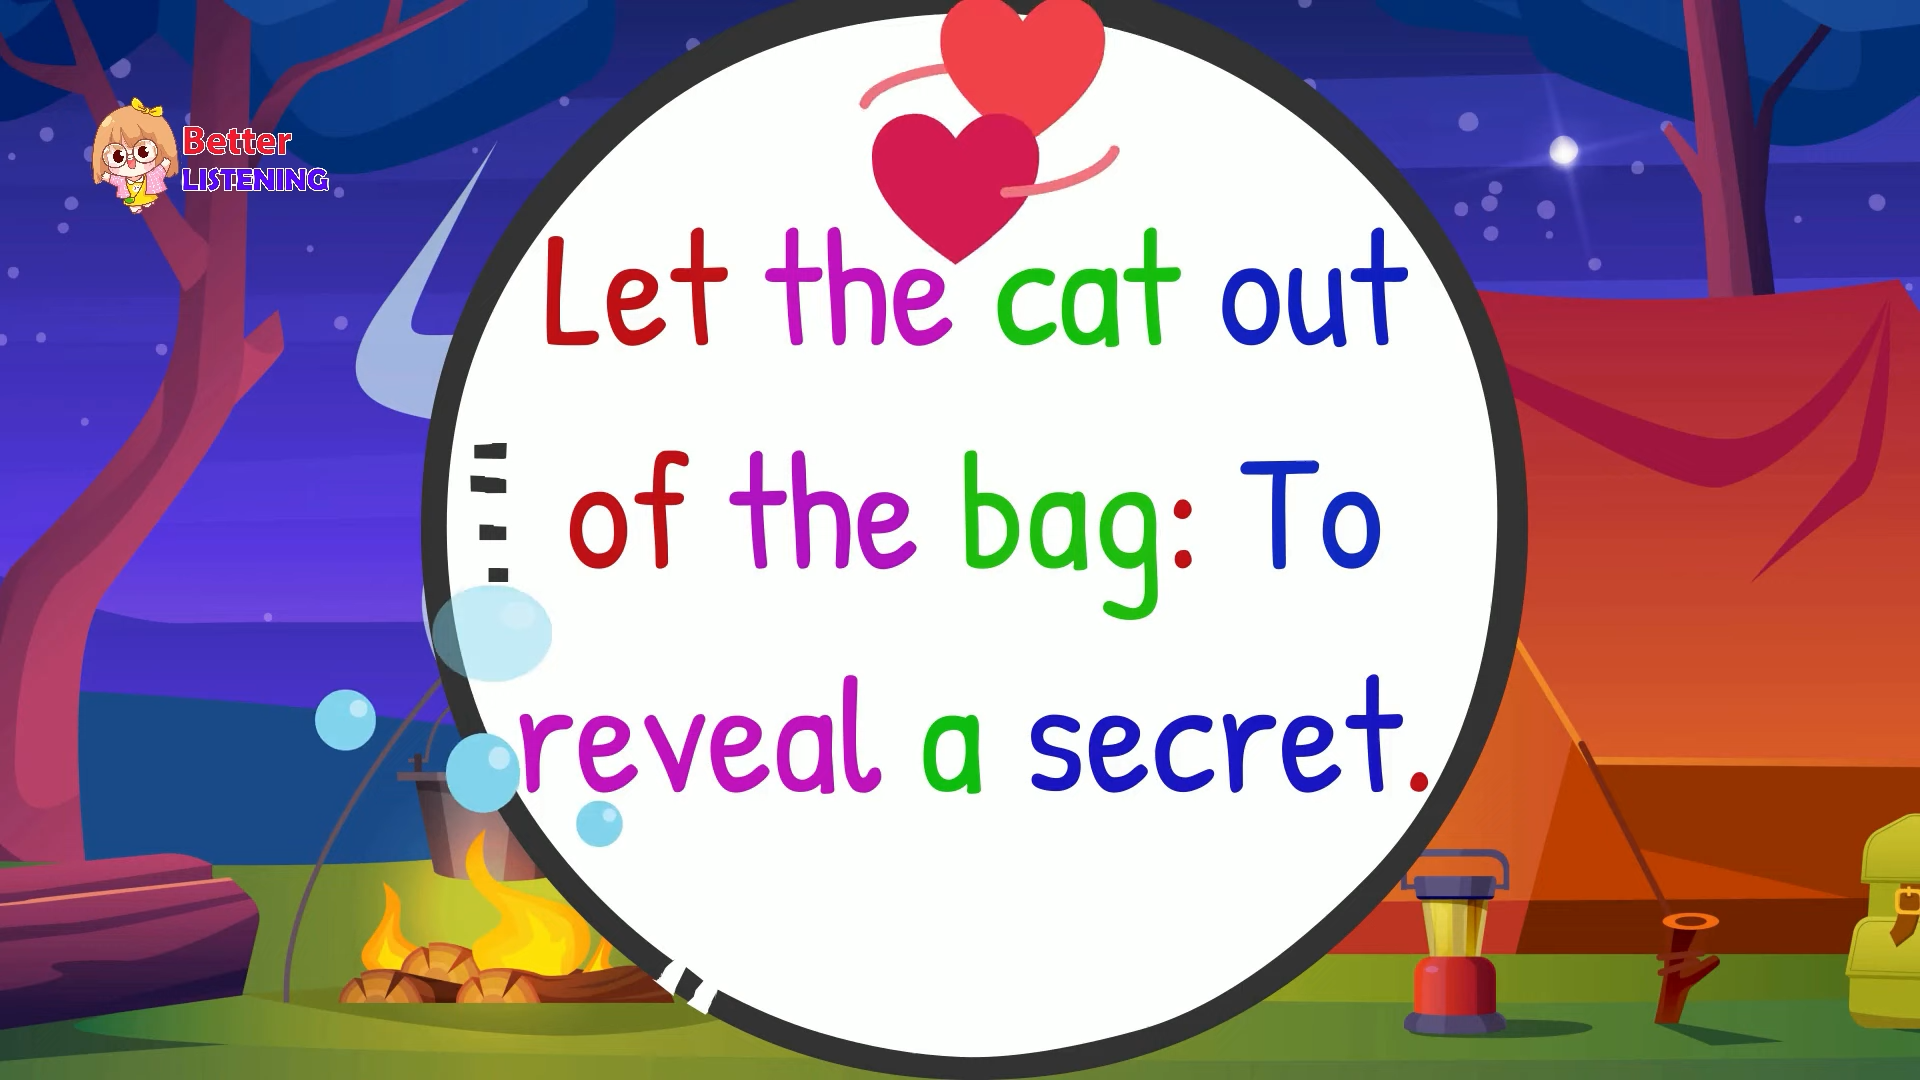 Better
LISTENING
Let the cat out
of the bag: To
reveal a secret.